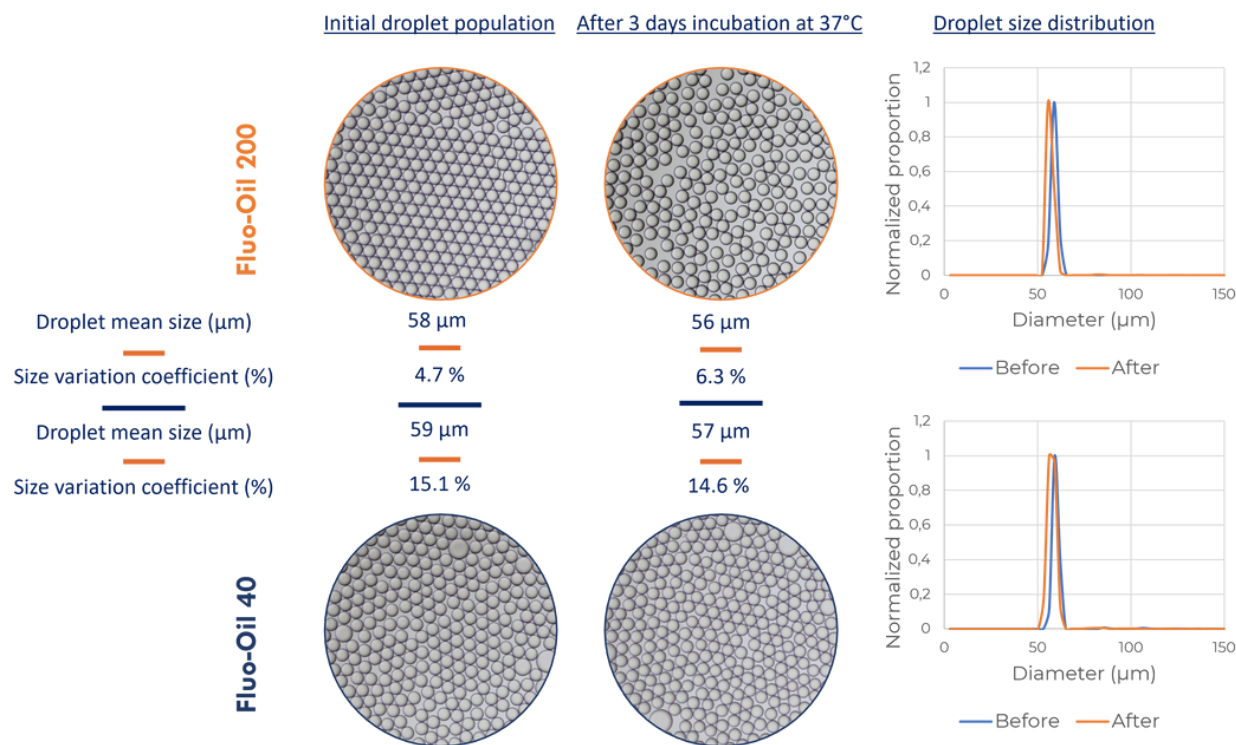 Initial droplet population
After 3 days incubation at 37°C
Droplet size distribution
Fluo-Oil 200
1,2
1
0,8
0,6
0,4
0,2
0
Normalized proportion
0 50 100 150
Diameter (µm)
Before After
Droplet mean size (µm) 58 µm 56 µm
Size variation coefficient (%) 4.7 % 6.3 %
Droplet mean size (µm) 59 µm 57 µm
Size variation coefficient (%) 15.1 % 14.6 %
Fluo-Oil 40
1,2
1
0,8
0,6
0,4
0,2
0
Normalized proportion
0 50 100 150
Diameter (µm)
Before After